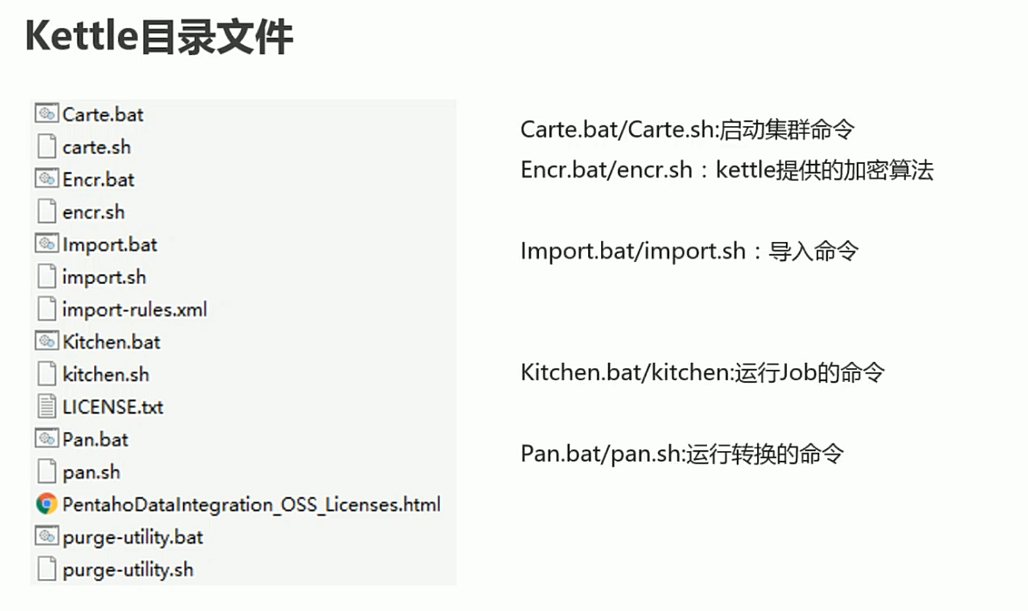 Kettle目录文件
Carte.bat
carte.sh
Encr.bat
encr.sh
Import.bat
import.sh
import-rules.xml
Kitchen.bat
kitchen.sh
LICENSE.txt
Pan.bat
pan.sh
PentahoDataIntegration_OSS_Licenses.html
purge-utility.bat
purge-utility.sh
Carte.bat/Carte.sh:启动集群命令
Encr.bat/encr.sh：kettle提供的加密算法
Import.bat/import.sh：导入命令
Kitchen.bat/kitchen:运行Job的命令
Pan.bat/pan.sh:运行转换的命令